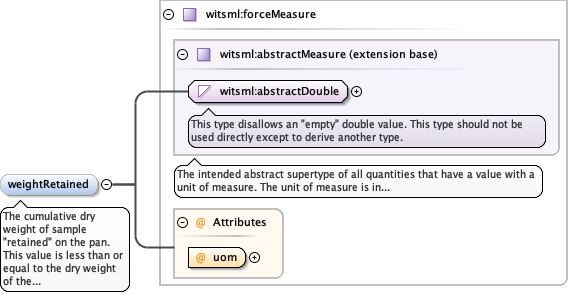 witsml:forceMeasure
witsml:abstractMeasure (extension base)
witsml:abstractDouble
This type disallows an "empty" double value. This type should not be
used directly except to derive another type.
The intended abstract supertype of all quantities that have a value with a
unit of measure. The unit of measure is in...
weightRetained
The cumulative dry
weight of sample
"retained" on the pan.
This value is less than or
equal to the dry weight
of the...
@ Attributes
@ uom